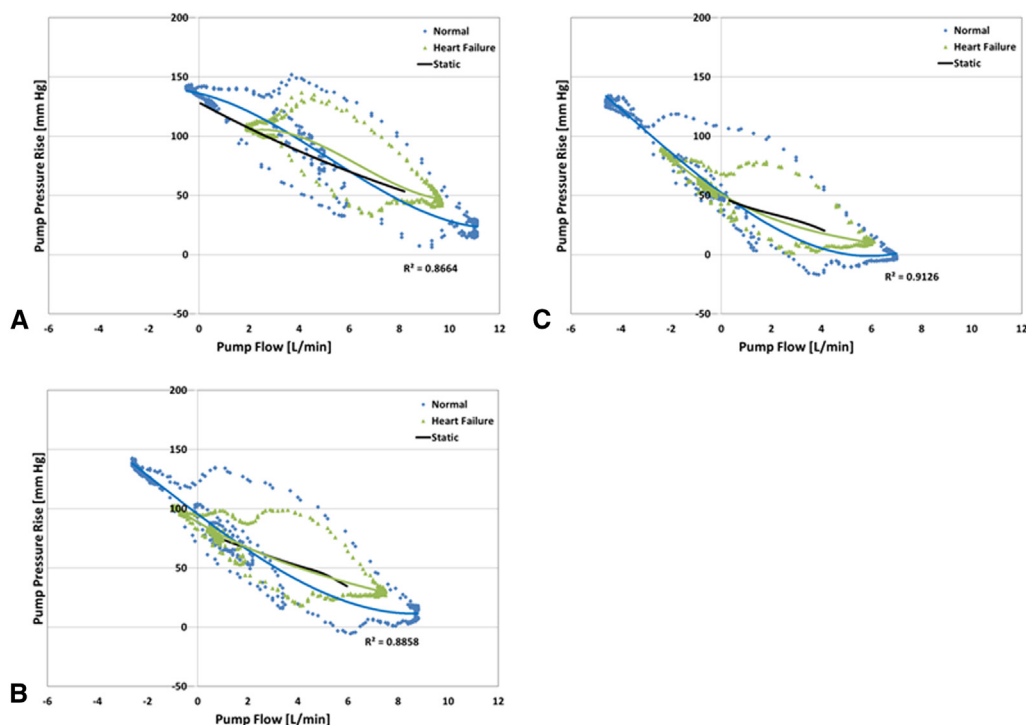 200
Normal
Heart Failure
Static
150
100
50
0
R² = 0.8664
-50
-6 -4 -2 0 2 4 6 8 10 12
Pump Flow [L/min]
Pump Pressure Rise [mm Hg]
A
200
Normal
Heart Failure
Static
150
100
50
0
R² = 0.9126
-50
-6 -4 -2 0 2 4 6 8 10 12
Pump Flow [L/min]
Pump Pressure Rise [mm Hg]
C
200
Normal
Heart Failure
Static
150
100
50
0
R² = 0.8858
-50
-6 -4 -2 0 2 4 6 8 10 12
Pump Flow [L/min]
Pump Pressure Rise [mm Hg]
B